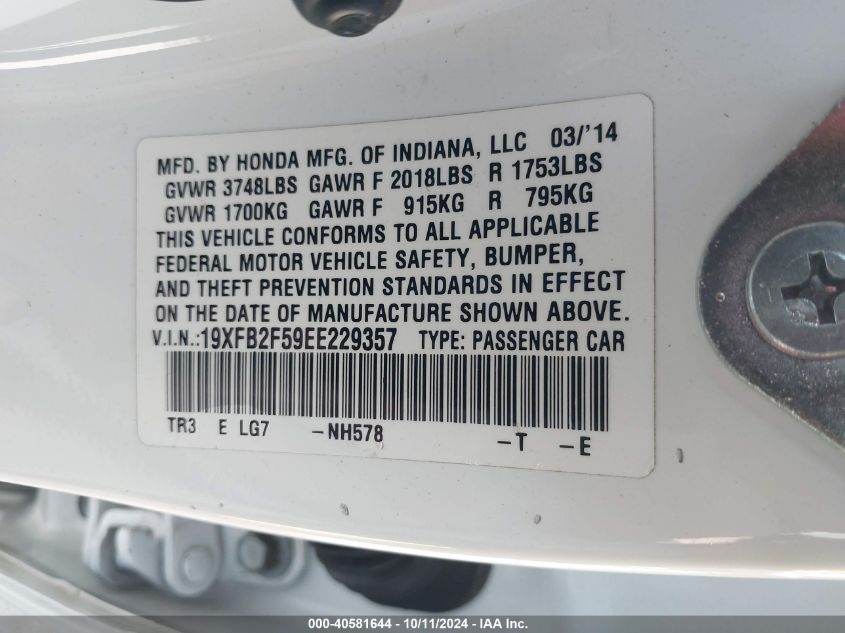 MFD. BY HONDA MFG. OF INDIANA, LLC 03/'14
GVWR 3748LBS GAWR F 2018LBS R 1753LBS
GVWR 1700KG GAWR F 915KG R 795KG
THIS VEHICLE CONFORMS TO ALL APPLICABLE
FEDERAL MOTOR VEHICLE SAFETY, BUMPER,
AND THEFT PREVENTION STANDARDS IN EFFECT
ON THE DATE OF MANUFACTURE SHOWN ABOVE.
V.I.N.:19XFB2F59EE229357 TYPE: PASSENGER CAR
TR3 E LG7 -NH578 -T -E
000-40581644 - 10/11/2024 - IAA Inc.